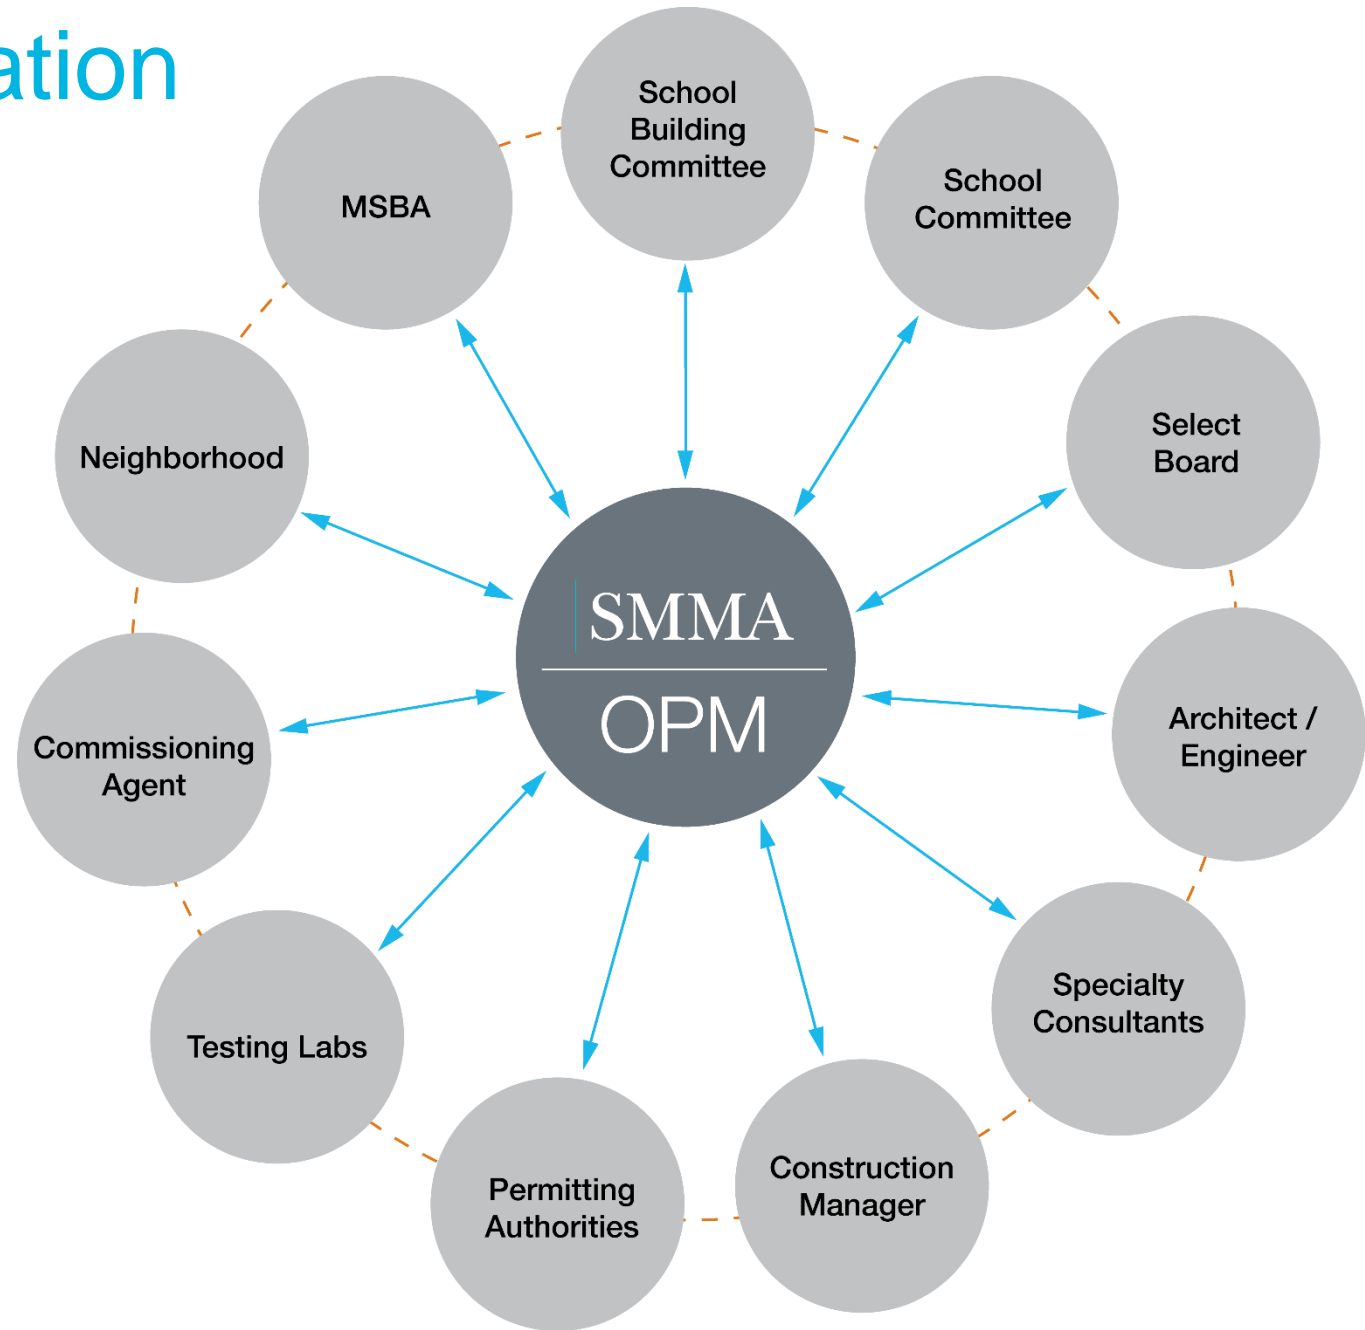 ation
School
Building
Committee
MSBA
School
Committee
Select
Board
Neighborhood
SMMA
OPM
Architect /
Engineer
Commissioning
Agent
Specialty
Consultants
Testing Labs
Construction
Manager
Permitting
Authorities